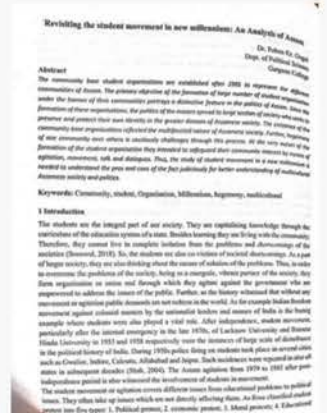 Revisiting the student movement in new millennium: An Analysis of Assam
Dr. Pobon Kr. Gogoi
Dept. of Political Science
Gargaon College
Abstract
The community base student organisations are established after 1985 to represent the different
communities of Assam. The primary objective of the formation of large number of student organisation
under the banner of their communities portrays a distinctive feature in the politics of Assam. Since the
formation of these organisations, the politics of the masses spread to large section of society who wants to
preserve and protect their own identity in the greater domain of Assamese society. The existence of the
community base organisations reflected the multifaceted nature of Assamese society. Further, hegemony
of one community over others is cautiously challenges through this process. At the very outset of the
formation of the student organisation they intended to safeguard their community interest by means of
agitation, movement, talk and dialogues. Thus, the study of student movement in a new millennium is
needed to understand the pros and cons of the fact judiciously for better understanding of multicultural
Assamese society and politics.
Keywords: Community, student, Organisation, Millennium, hegemony, multicultural
1 Introduction
The students are the integral part of our society. They are capitalising knowledge through the
curriculum of the education system of a state. Besides learning they are living with the community.
Therefore, they cannot live in complete isolation from the problems and shortcomings of the
societies (Sonowal, 2018). So, the students are also victims of societal shortcomings. As a part
of larger society, they are also thinking about the means of solution of the problems. Thus, in order
to overcome the problems of the society, being as a energetic, vibrant partner of the society, they
form organisation or union and through which they agitate against the government who are
empowered to address the issues of the public. Further, as the history witnessed that without any
movement or agitation public demands are not redress in the world. As for example Indian freedom
movement against colonial masters by the nationalist leaders and masses of India is the burning
example where students were also played a vital role. After independence, student movement,
particularly after the internal emergency in the late 1970s, of Lucknow University and Banaras
Hindu University in 1953 and 1958 respectively were the instances of large scale of disturbance
in the political history of India. During 1950s police firing on students took place in several cities
such as Gwalior, Indore, Calcutta, Allahabad and Jaipur. Such incidences were repeated in other
states in subsequent decades (Shah, 2004). The Assam agitation from 1979 to 1985 after post-
independence period is also witnessed the involvement of students in movement.
The student movement or agitation covers different issues from educational problems to political
issues. They often take up issues which are not directly affecting them. As Ross classified student
protest into five types: 1. Political protest, 2. economic protest, 3. Moral protest; 4. Educational